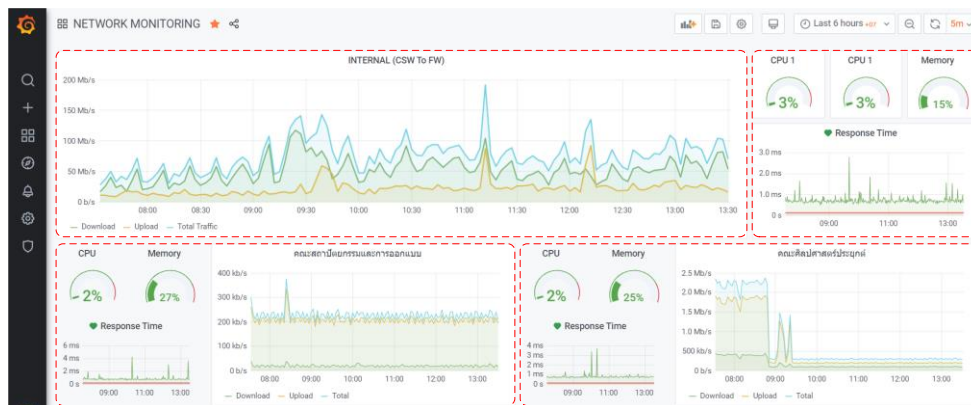 NETWORK MONITORING
Last 6 hours HDT
5m
INTERNAL (CSW To FW)
200 Mb/s
150 Mb/s
100 Mb/s
50 Mb/s
0 b/s
08:00 08:30 09:00 09:30 10:00 10:30 11:00 11:30 12:00 12:30 13:00 13:30
Download Upload Total Traffic
CPU 1 CPU 1 Memory
3% 3% 15%
Response Time
3.0 ms
2.0 ms
1.0 ms
0 s
09:00 11:00 13:00
CPU Memory
2% 27%
Response Time
6 ms
4 ms
2 ms
0 s
09:00 11:00 13:00
คณะสถาปัตยกรรมและการออกแบบ
400 kb/s
300 kb/s
200 kb/s
100 kb/s
0 b/s
08:00 09:00 10:00 11:00 12:00 13:00
Download Upload Total
CPU Memory
2% 25%
Response Time
4 ms
3 ms
2 ms
1 ms
0 s
09:00 11:00 13:00
คณะศิลปศาสตร์ประยุกต์
2.5 Mb/s
2.0 Mb/s
1.5 Mb/s
1.0 Mb/s
500 kb/s
0 b/s
08:00 09:00 10:00 11:00 12:00 13:00
Download Upload Total